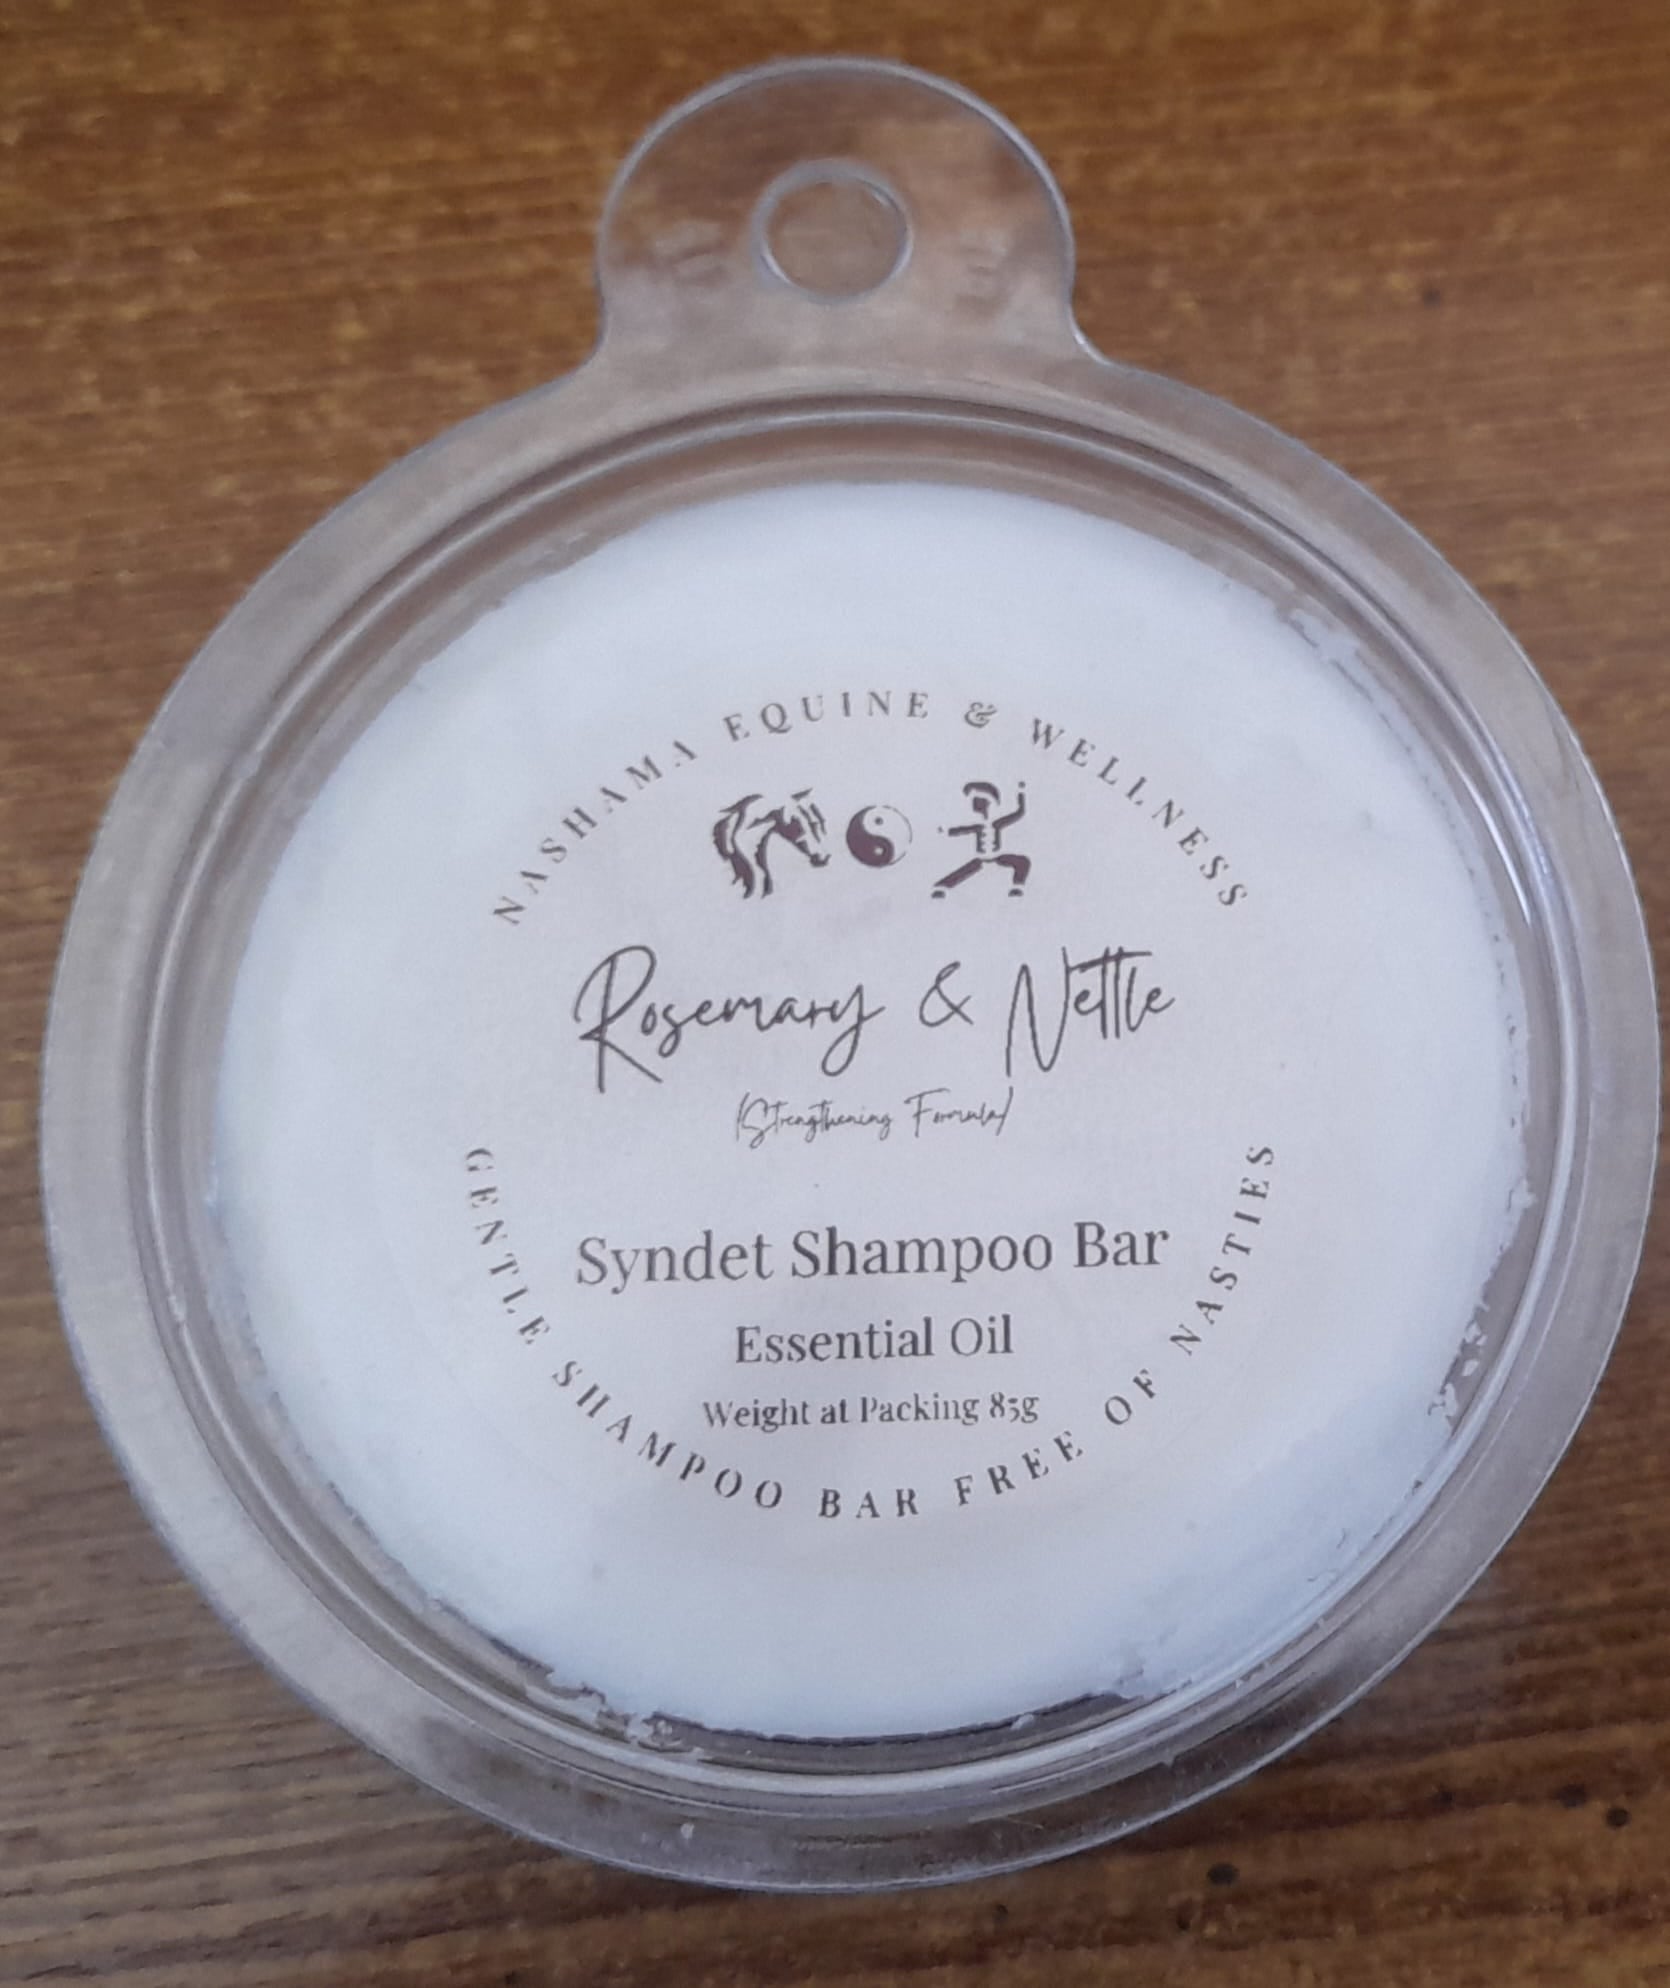 NASHAMA EQUINE & WELLNESS
Rosemary & Nettle
(Strengthening Formula)
Syndet Shampoo Bar
Essential Oil
Weight at Packing 85g
GENTLE SHAMPOO BAR FREE OF NASTIES